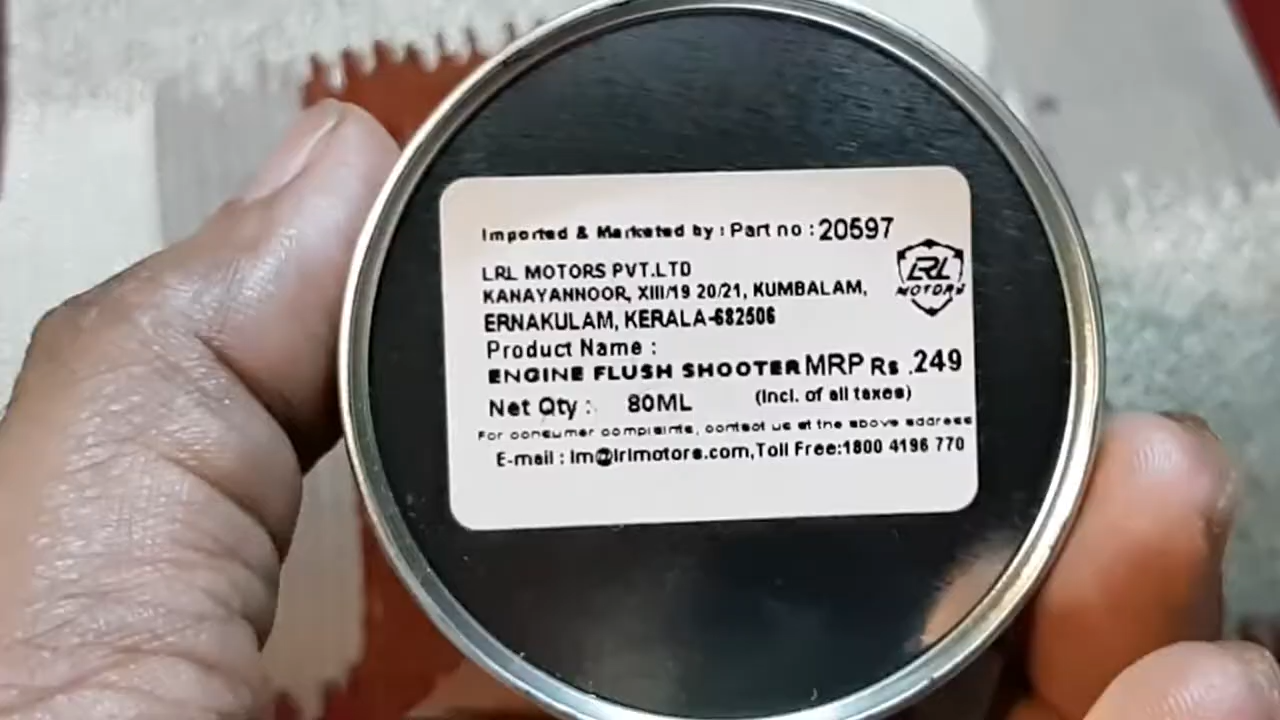 Imported & Marketed by : Part no : 20597
LRL MOTORS PVT.LTD
KANAYANNOOR, XIII/19 20/21, KUMBALAM,
ERNAKULAM, KERALA-682506
LRL
MOTORS
Product Name :
ENGINE FLUSH SHOOTER MRP Rs .249
Net Qty : 80ML (Incl. of all taxes)
For consumer complaints, contact us at the above address
E-mail : lm@lrlmotors.com,Toll Free:1800 4196 770